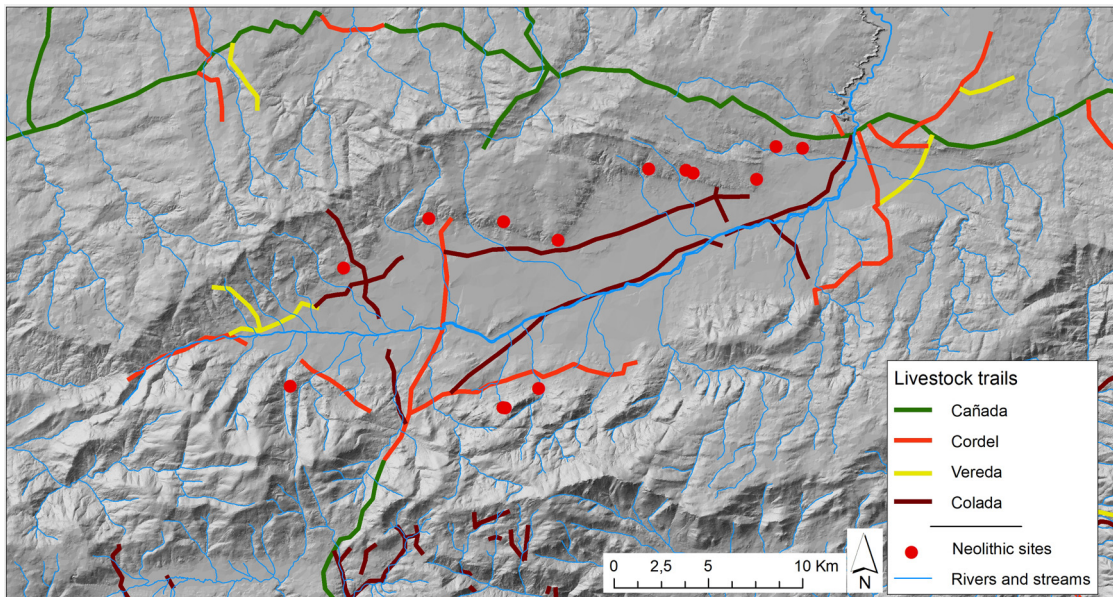 Livestock trails
Cañada
Cordel
Vereda
Colada
Neolithic sites
Rivers and streams
0 2,5 5 10 Km
N